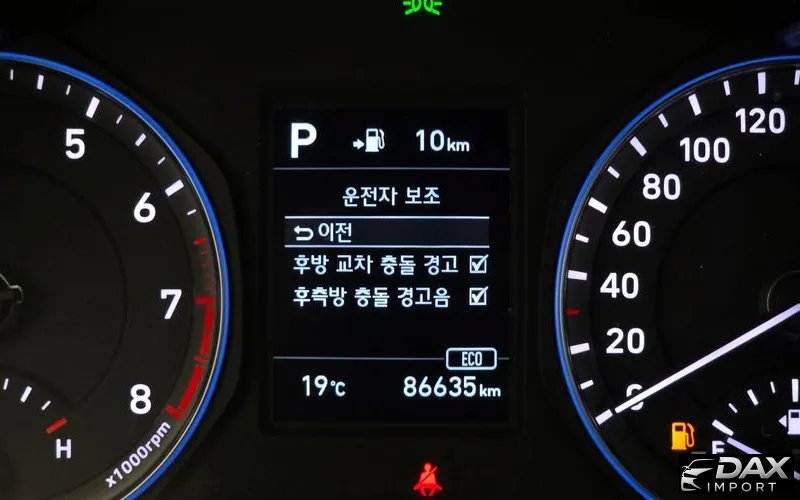 P 10km
운전자 보조
이전
후방 교차 충돌 경고
후측방 충돌 경고음
ECO
19°C 86635km
5
6
7
8
x1000rpm
H
120
100
80
60
40
20
0
E
DAX
IMPORT